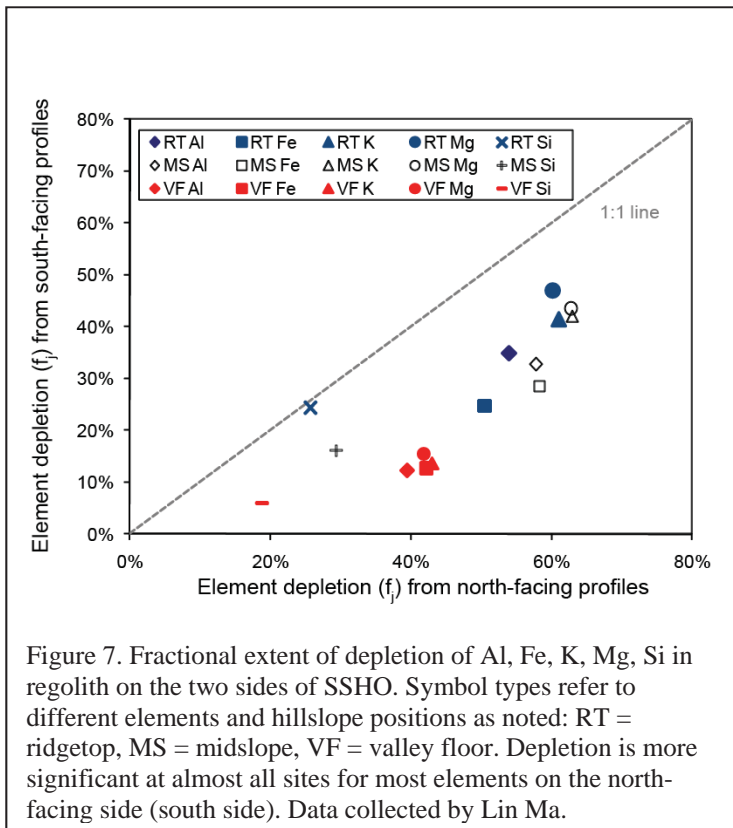 80%
70%
60%
50%
40%
30%
20%
10%
0%
Element depletion (fj) from south-facing profiles
RT Al RT Fe RT K RT Mg RT Si
MS Al MS Fe MS K MS Mg MS Si
VF Al VF Fe VF K VF Mg VF Si
1:1 line
0% 20% 40% 60% 80%
Element depletion (fj) from north-facing profiles
Figure 7. Fractional extent of depletion of Al, Fe, K, Mg, Si in
regolith on the two sides of SSHO. Symbol types refer to
different elements and hillslope positions as noted: RT =
ridgetop, MS = midslope, VF = valley floor. Depletion is more
significant at almost all sites for most elements on the north-
facing side (south side). Data collected by Lin Ma.